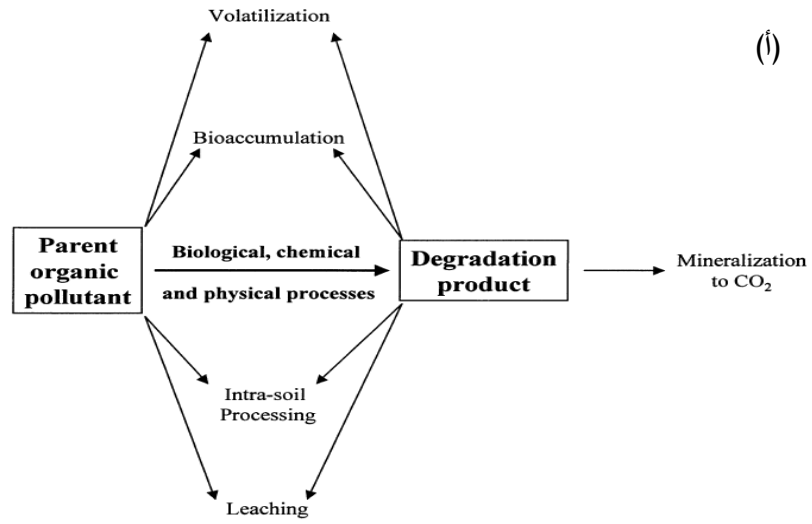 Volatilization
(أ)
Bioaccumulation
Parent
organic
pollutant
Biological, chemical
and physical processes
Degradation
product
Mineralization
to CO₂
Intra-soil
Processing
Leaching